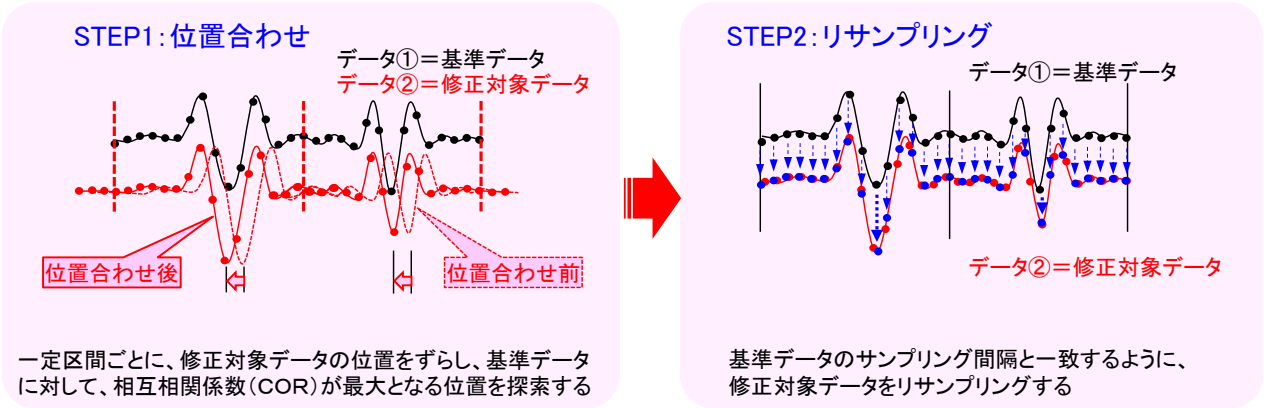 STEP1：位置合わせ
データ①＝基準データ
データ②＝修正対象データ
位置合わせ後
位置合わせ前
一定区間ごとに、修正対象データの位置をずらし、基準データ
に対して、相互相関係数（COR）が最大となる位置を探索する
STEP2：リサンプリング
データ①＝基準データ
データ②＝修正対象データ
基準データのサンプリング間隔と一致するように、
修正対象データをリサンプリングする